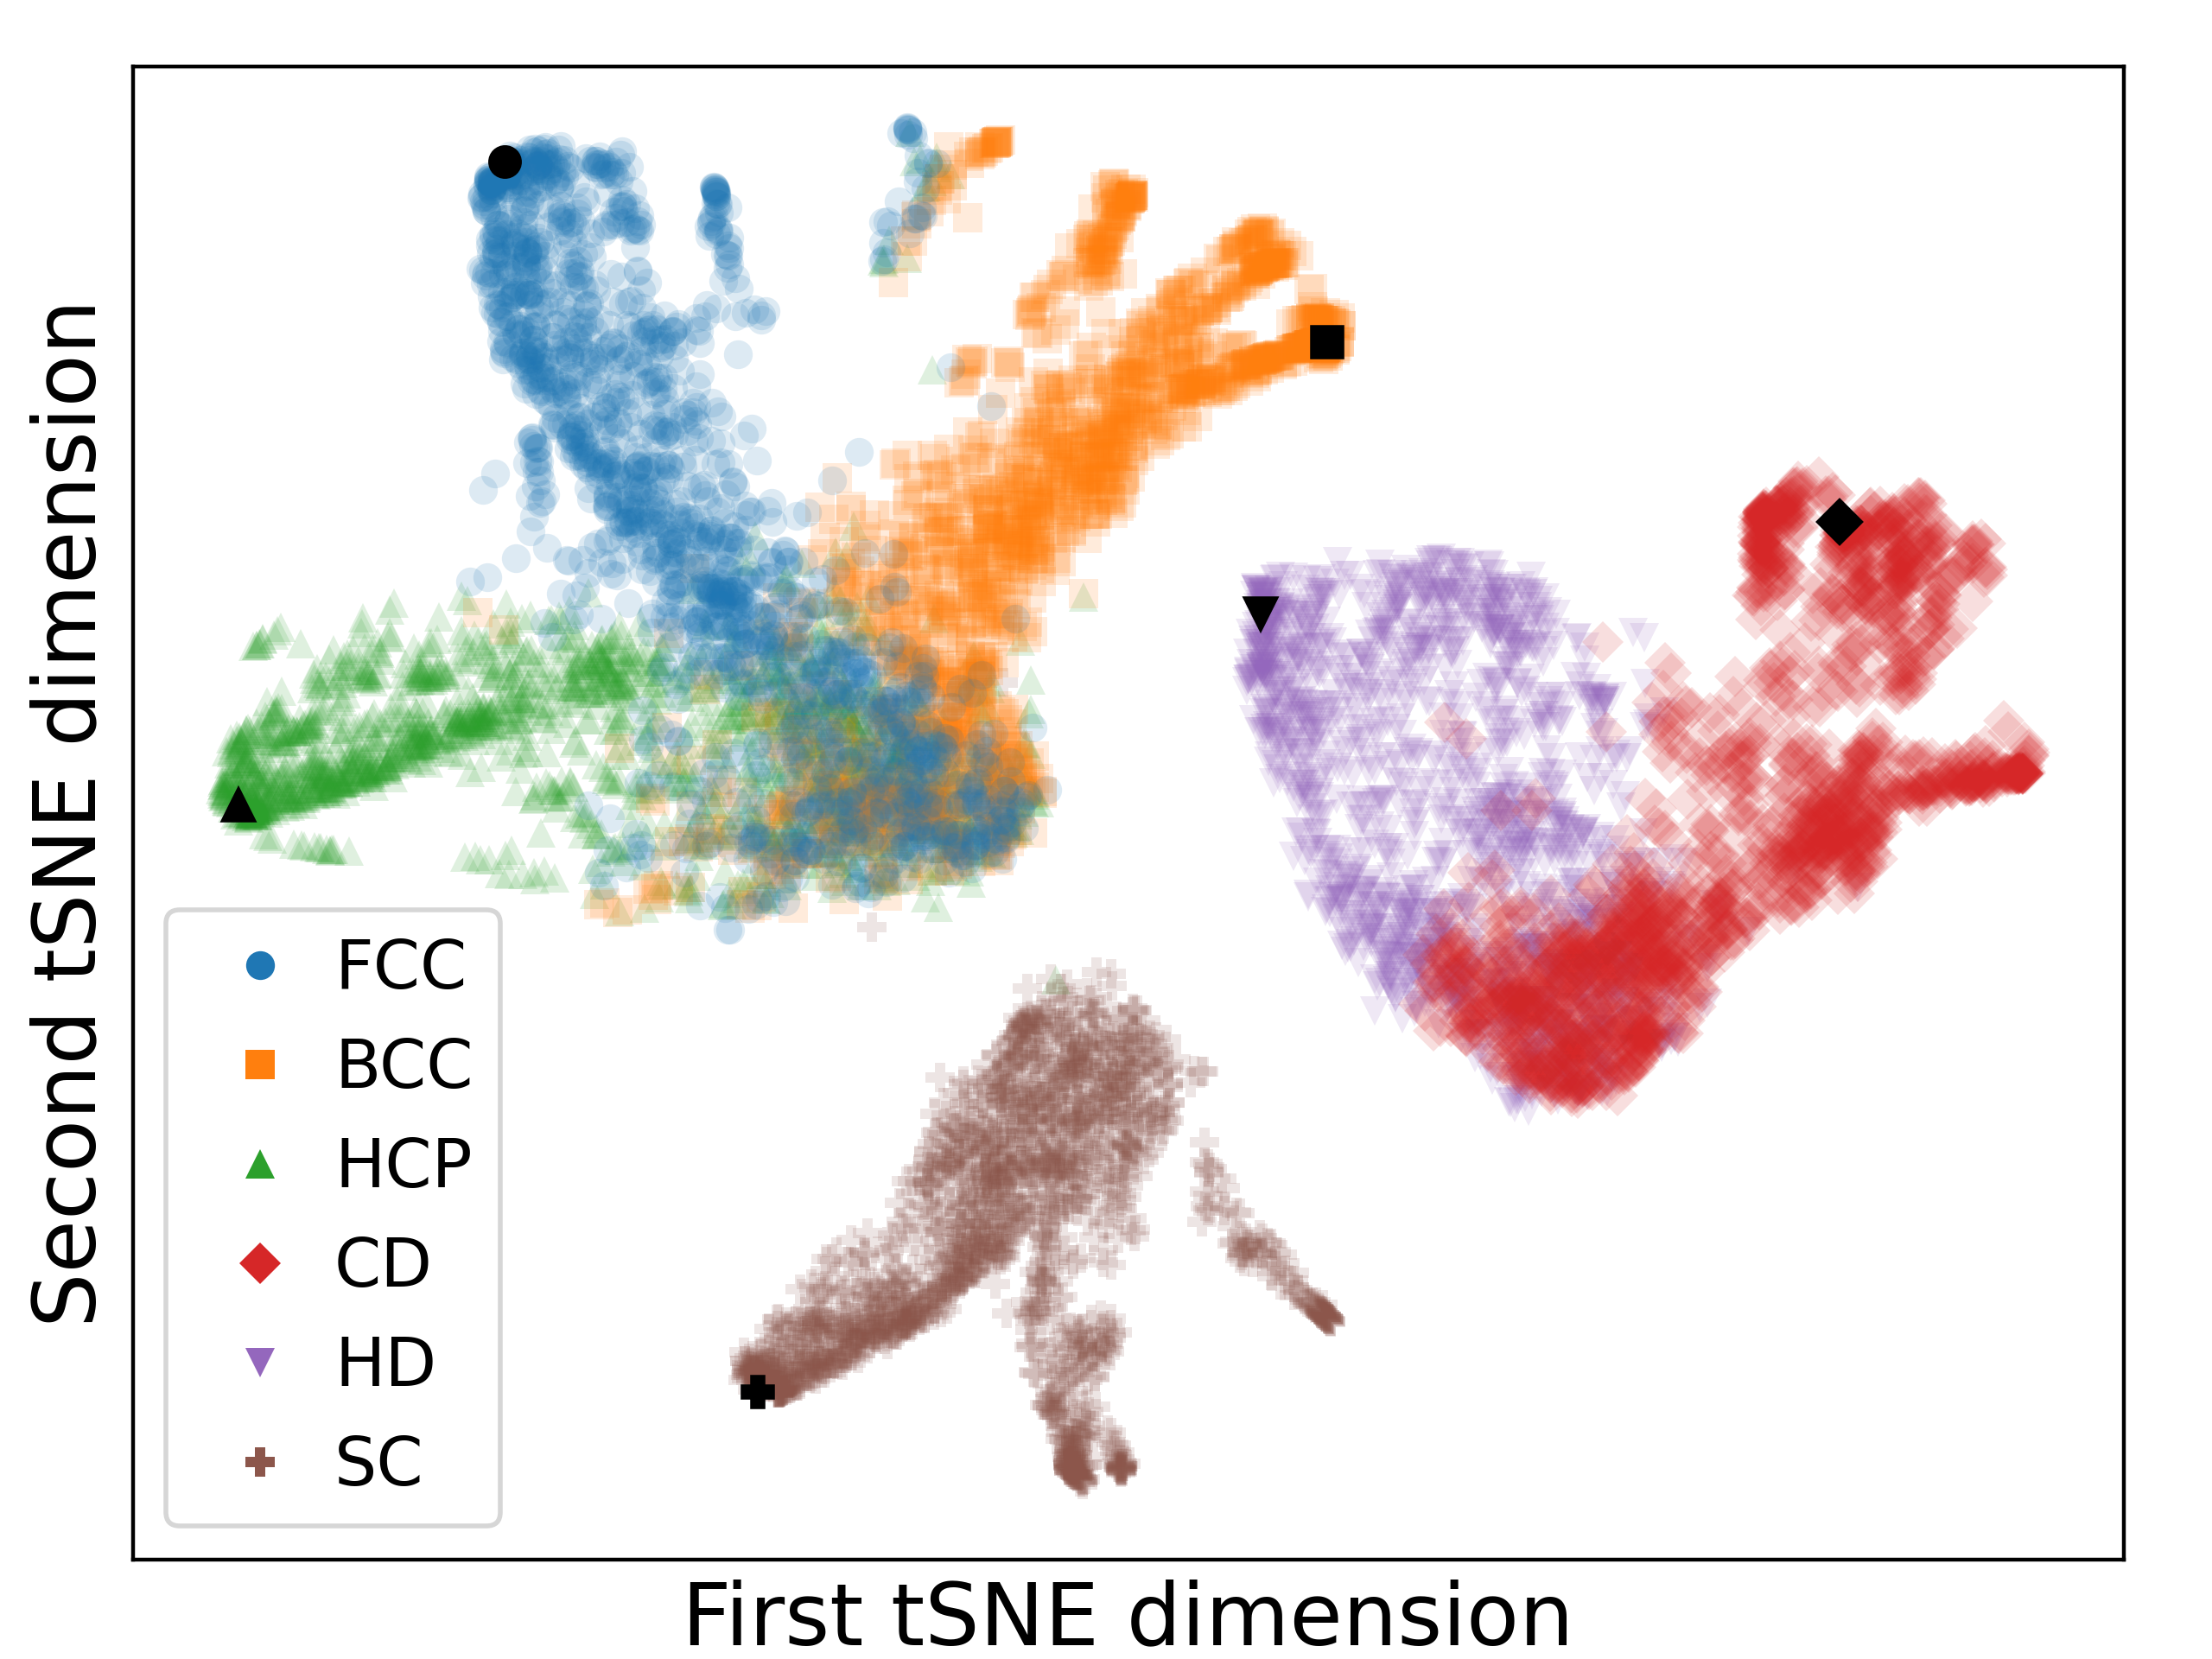 Second tSNE dimension
FCC
BCC
HCP
CD
HD
SC
First tSNE dimension